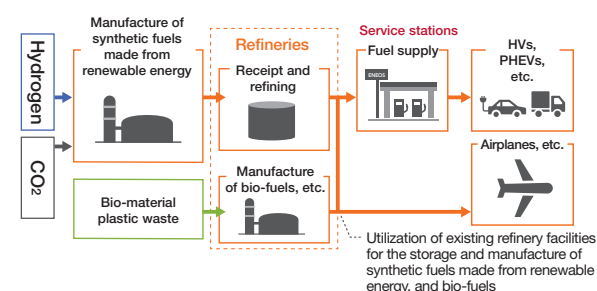 Hydrogen
CO2
Manufacture of
synthetic fuels
made from
renewable energy
Bio-material
plastic waste
Refineries
Receipt and
refining
Manufacture
of bio-fuels, etc.
Service stations
Fuel supply
ENEOS
HVs,
PHEVs,
etc.
Airplanes, etc.
Utilization of existing refinery facilities
for the storage and manufacture of
synthetic fuels made from renewable
energy, and bio-fuels